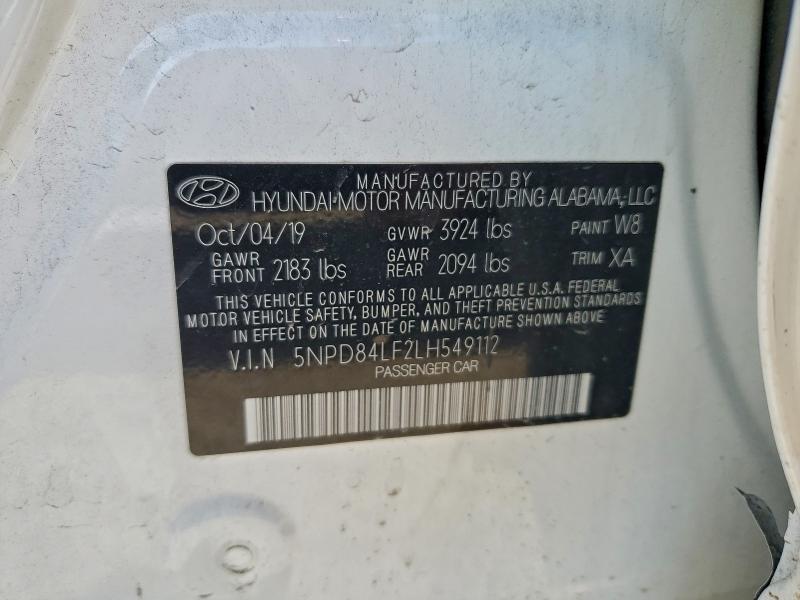 MANUFACTURED BY
HYUNDAI MOTOR MANUFACTURING ALABAMA, LLC
Oct/04/19 GVWR 3924 lbs PAINT W8
GAWR FRONT 2183 lbs GAWR REAR 2094 lbs TRIM XA
THIS VEHICLE CONFORMS TO ALL APPLICABLE U.S.A. FEDERAL
MOTOR VEHICLE SAFETY, BUMPER, AND THEFT PREVENTION STANDARDS
IN EFFECT ON THE DATE OF MANUFACTURE SHOWN ABOVE.
V.I.N 5NPD84LF2LH549112
PASSENGER CAR